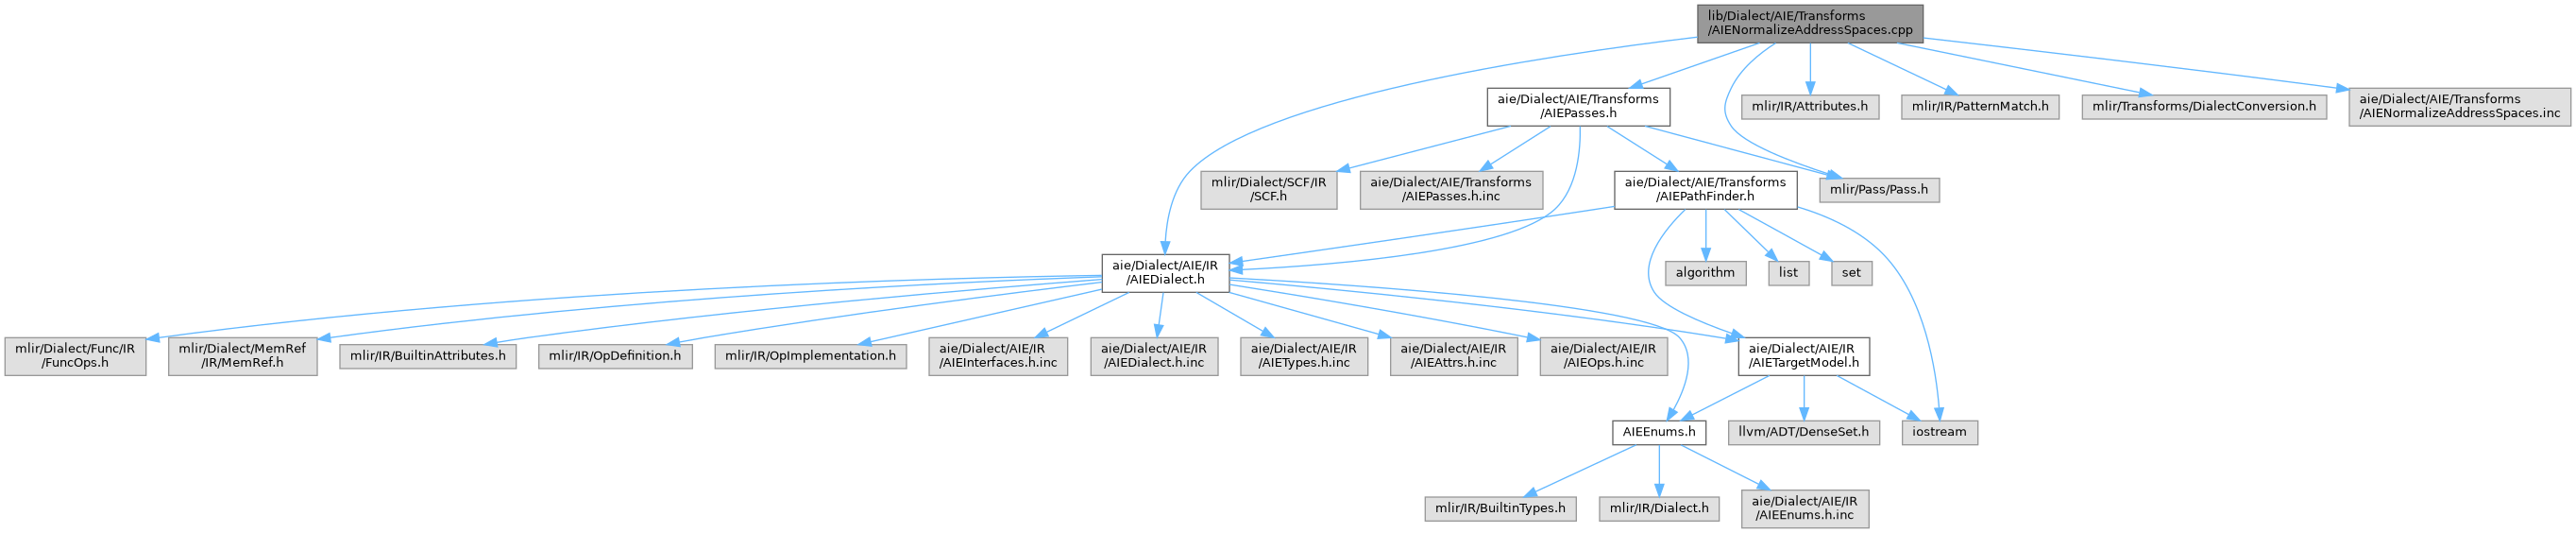 lib/Dialect/AIE/Transforms
/AIENormalizeAddressSpaces.cpp
aie/Dialect/AIE/Transforms
/AIEPasses.h
mlir/IR/Attributes.h
mlir/IR/PatternMatch.h
mlir/Transforms/DialectConversion.h
aie/Dialect/AIE/Transforms
/AIENormalizeAddressSpaces.inc
mlir/Dialect/SCF/IR
/SCF.h
aie/Dialect/AIE/Transforms
/AIEPasses.h.inc
aie/Dialect/AIE/Transforms
/AIEPathFinder.h
mlir/Pass/Pass.h
aie/Dialect/AIE/IR
/AIEDialect.h
algorithm
list
set
mlir/Dialect/Func/IR
/FuncOps.h
mlir/Dialect/MemRef
/IR/MemRef.h
mlir/IR/BuiltinAttributes.h
mlir/IR/OpDefinition.h
mlir/IR/OpImplementation.h
aie/Dialect/AIE/IR
/AIEInterfaces.h.inc
aie/Dialect/AIE/IR
/AIEDialect.h.inc
aie/Dialect/AIE/IR
/AIETypes.h.inc
aie/Dialect/AIE/IR
/AIEAttrs.h.inc
aie/Dialect/AIE/IR
/AIEOps.h.inc
aie/Dialect/AIE/IR
/AIETargetModel.h
AIEEnums.h
llvm/ADT/DenseSet.h
iostream
mlir/IR/BuiltinTypes.h
mlir/IR/Dialect.h
aie/Dialect/AIE/IR
/AIEEnums.h.inc